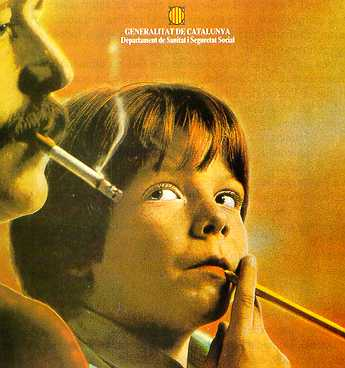 GENERALITAT DE CATALUNYA
Departament de Sanitat i Seguretat Social